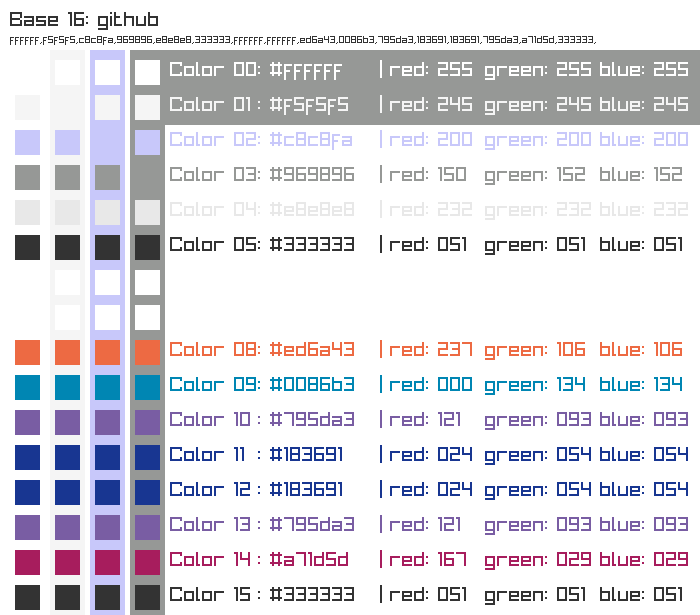 Base 16: github
FFFFFF,F5F5F5,c8c8fa,969896,e8e8e8,333333,FFFFFF,FFFFFF,ed6a43,0086b3,795da3,183691,183691,795da3,a71d5d,333333,
Color 00: #FFFFFF | red: 255 green: 255 blue: 255
Color 01 : #F5F5F5 | red: 245 green: 245 blue: 245
Color 02: #c8c8fa | red: 200 green: 200 blue: 200
Color 03: #969896 | red: 150 green: 152 blue: 152
Color 04: #e8e8e8 | red: 232 green: 232 blue: 232
Color 05: #333333 | red: 051 green: 051 blue: 051
Color 08: #ed6a43 | red: 237 green: 106 blue: 106
Color 09: #0086b3 | red: 000 green: 134 blue: 134
Color 10 : #795da3 | red: 121 green: 093 blue: 093
Color 11 : #183691 | red: 024 green: 054 blue: 054
Color 12 : #183691 | red: 024 green: 054 blue: 054
Color 13 : #795da3 | red: 121 green: 093 blue: 093
Color 14 : #a71d5d | red: 167 green: 029 blue: 029
Color 15 : #333333 | red: 051 green: 051 blue: 051